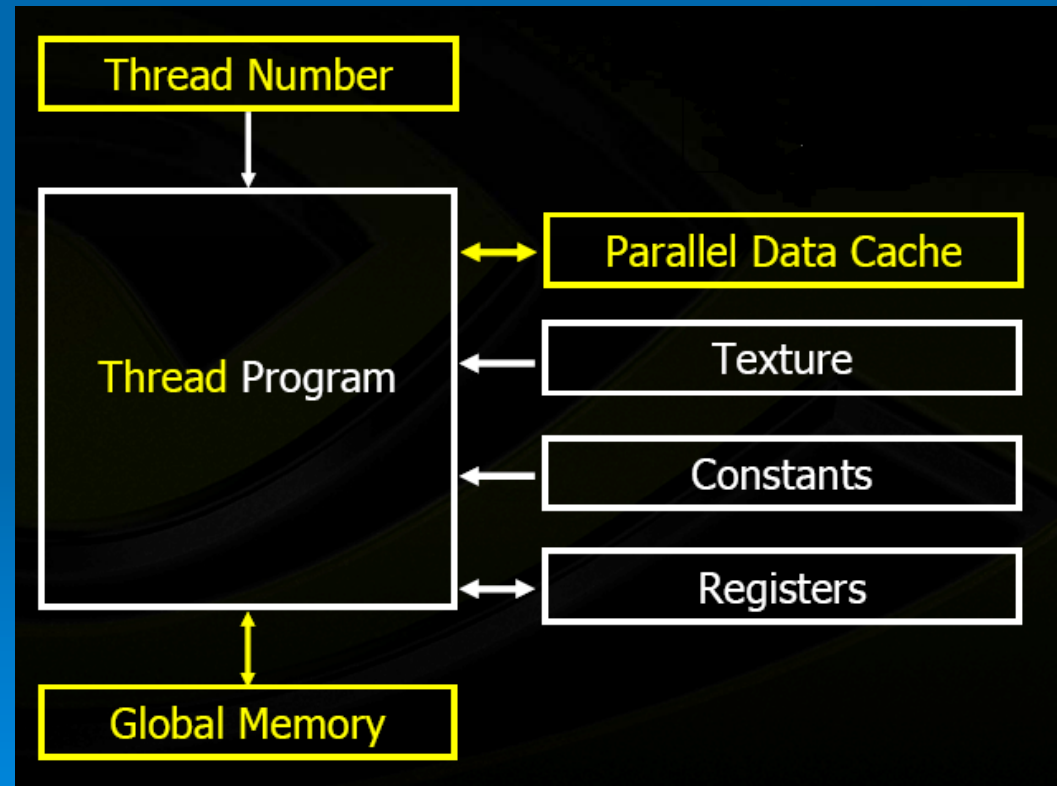 Thread Number
Parallel Data Cache
Texture
Thread Program
Constants
Registers
Global Memory